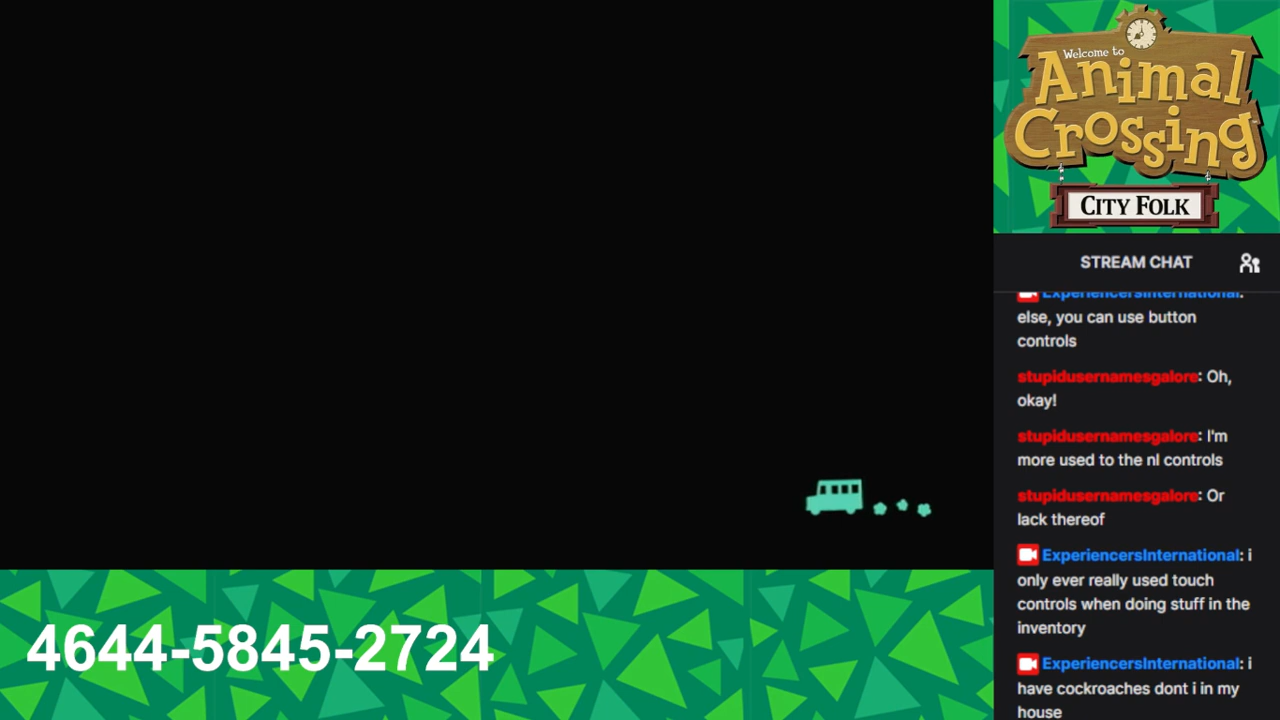 Welcome to
Animal
Crossing
CITY FOLK
STREAM CHAT
ExperiencersInternational:
else, you can use button
controls
stupidusernamesgalore: Oh,
okay!
stupidusernamesgalore: I'm
more used to the nl controls
stupidusernamesgalore: Or
lack thereof
ExperiencersInternational: i
only ever really used touch
controls when doing stuff in the
inventory
ExperiencersInternational: i
have cockroaches dont i in my
house
4644-5845-2724